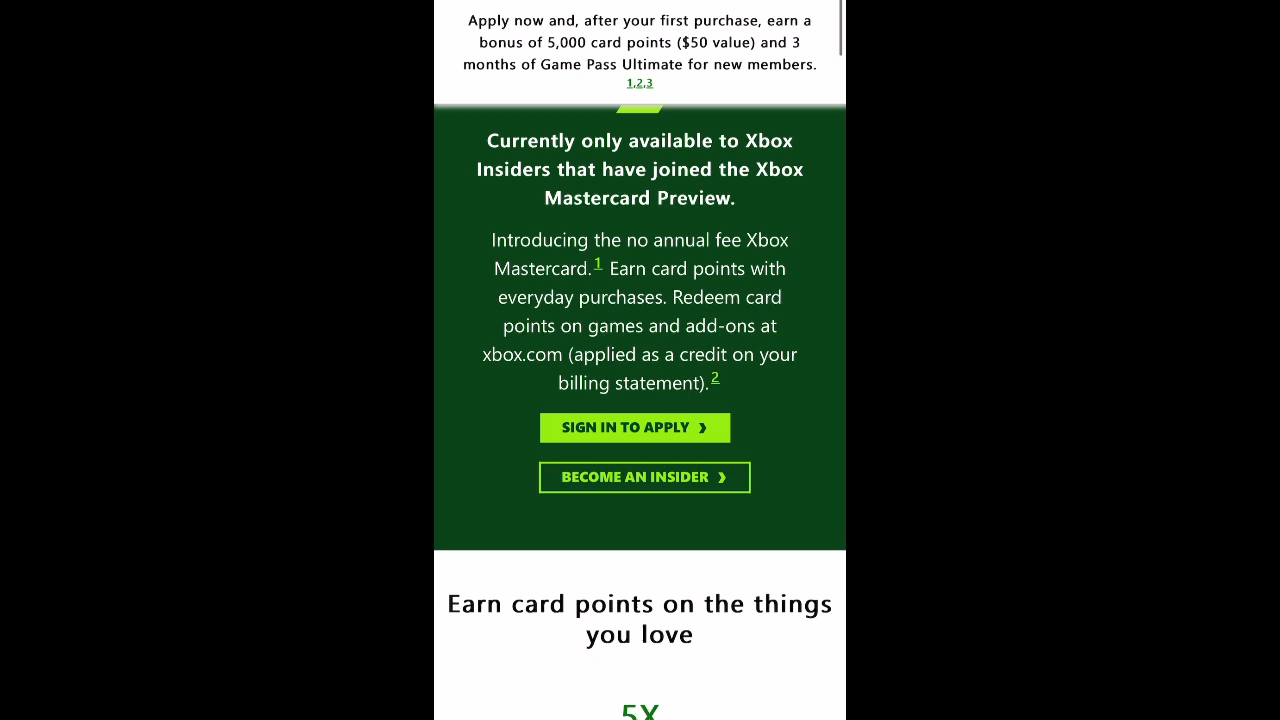 Apply now and, after your first purchase, earn a
bonus of 5,000 card points ($50 value) and 3
months of Game Pass Ultimate for new members.
1,2,3
Currently only available to Xbox
Insiders that have joined the Xbox
Mastercard Preview.
Introducing the no annual fee Xbox
Mastercard.1 Earn card points with
everyday purchases. Redeem card
points on games and add-ons at
xbox.com (applied as a credit on your
billing statement).2
SIGN IN TO APPLY ❯
BECOME AN INSIDER ❯
Earn card points on the things
you love
5X